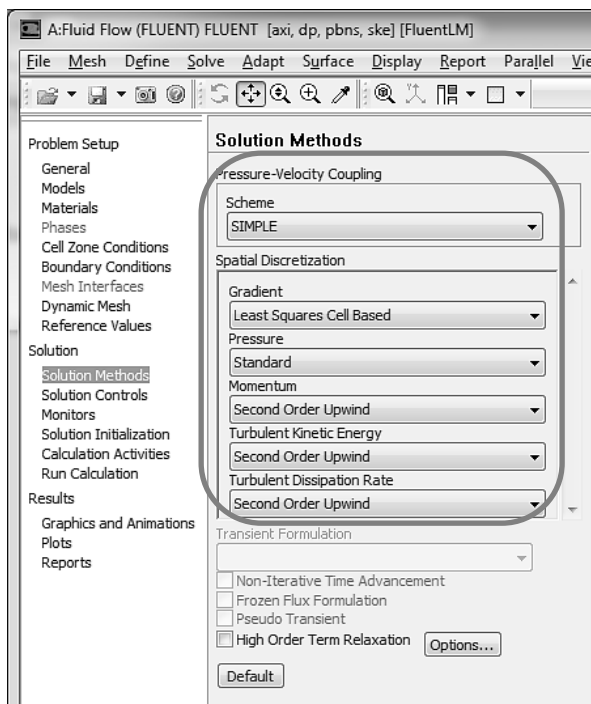 A:Fluid Flow (FLUENT) FLUENT [axi, dp, pbns, ske] [FluentLM]
File Mesh Define Solve Adapt Surface Display Report Parallel Vie
Problem Setup
General
Models
Materials
Phases
Cell Zone Conditions
Boundary Conditions
Mesh Interfaces
Dynamic Mesh
Reference Values
Solution
Solution Methods
Solution Controls
Monitors
Solution Initialization
Calculation Activities
Run Calculation
Results
Graphics and Animations
Plots
Reports
Solution Methods
Pressure-Velocity Coupling
Scheme
SIMPLE
Spatial Discretization
Gradient
Least Squares Cell Based
Pressure
Standard
Momentum
Second Order Upwind
Turbulent Kinetic Energy
Second Order Upwind
Turbulent Dissipation Rate
Second Order Upwind
Transient Formulation
Non-Iterative Time Advancement
Frozen Flux Formulation
Pseudo Transient
High Order Term Relaxation Options...
Default